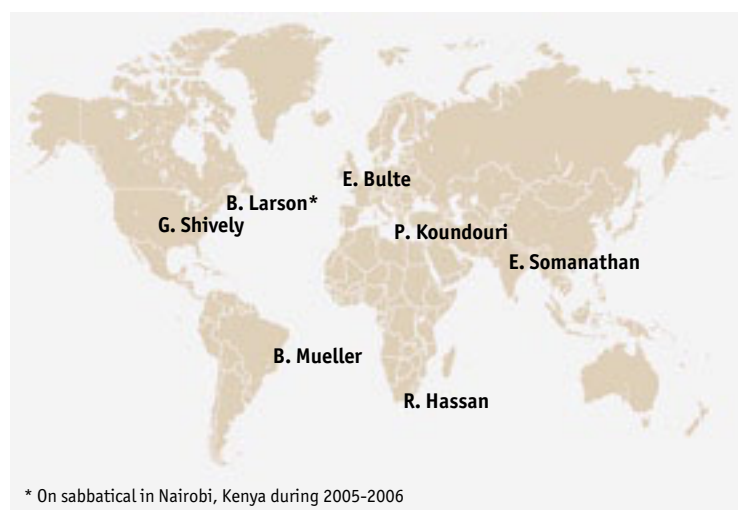 E. Bulte
B. Larson*
G. Shively
P. Koundouri
E. Somanathan
B. Mueller
R. Hassan
* On sabbatical in Nairobi, Kenya during 2005-2006